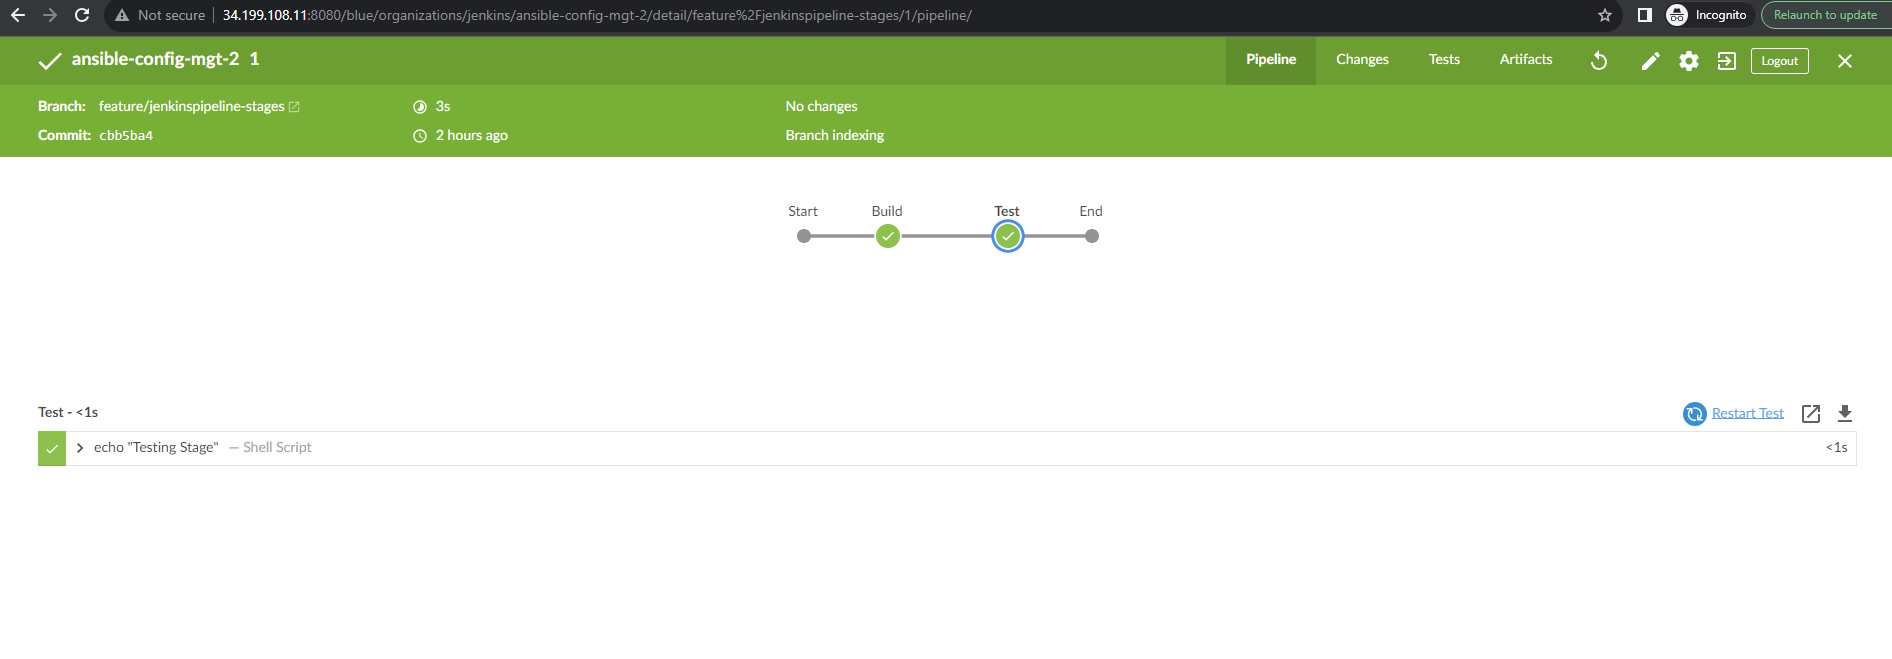 Not secure 34.199.108.11:8080/blue/organizations/jenkins/ansible-config-mgt-2/detail/feature%2Fjenkinspipeline-stages/1/pipeline/ Incognito Relaunch to update
ansible-config-mgt-2 1 Pipeline Changes Tests Artifacts Logout
Branch: feature/jenkinspipeline-stages 3s No changes
Commit: cbb5ba4 2 hours ago Branch indexing
Start Build Test End
Test - <1s Restart Test
echo "Testing Stage" — Shell Script <1s